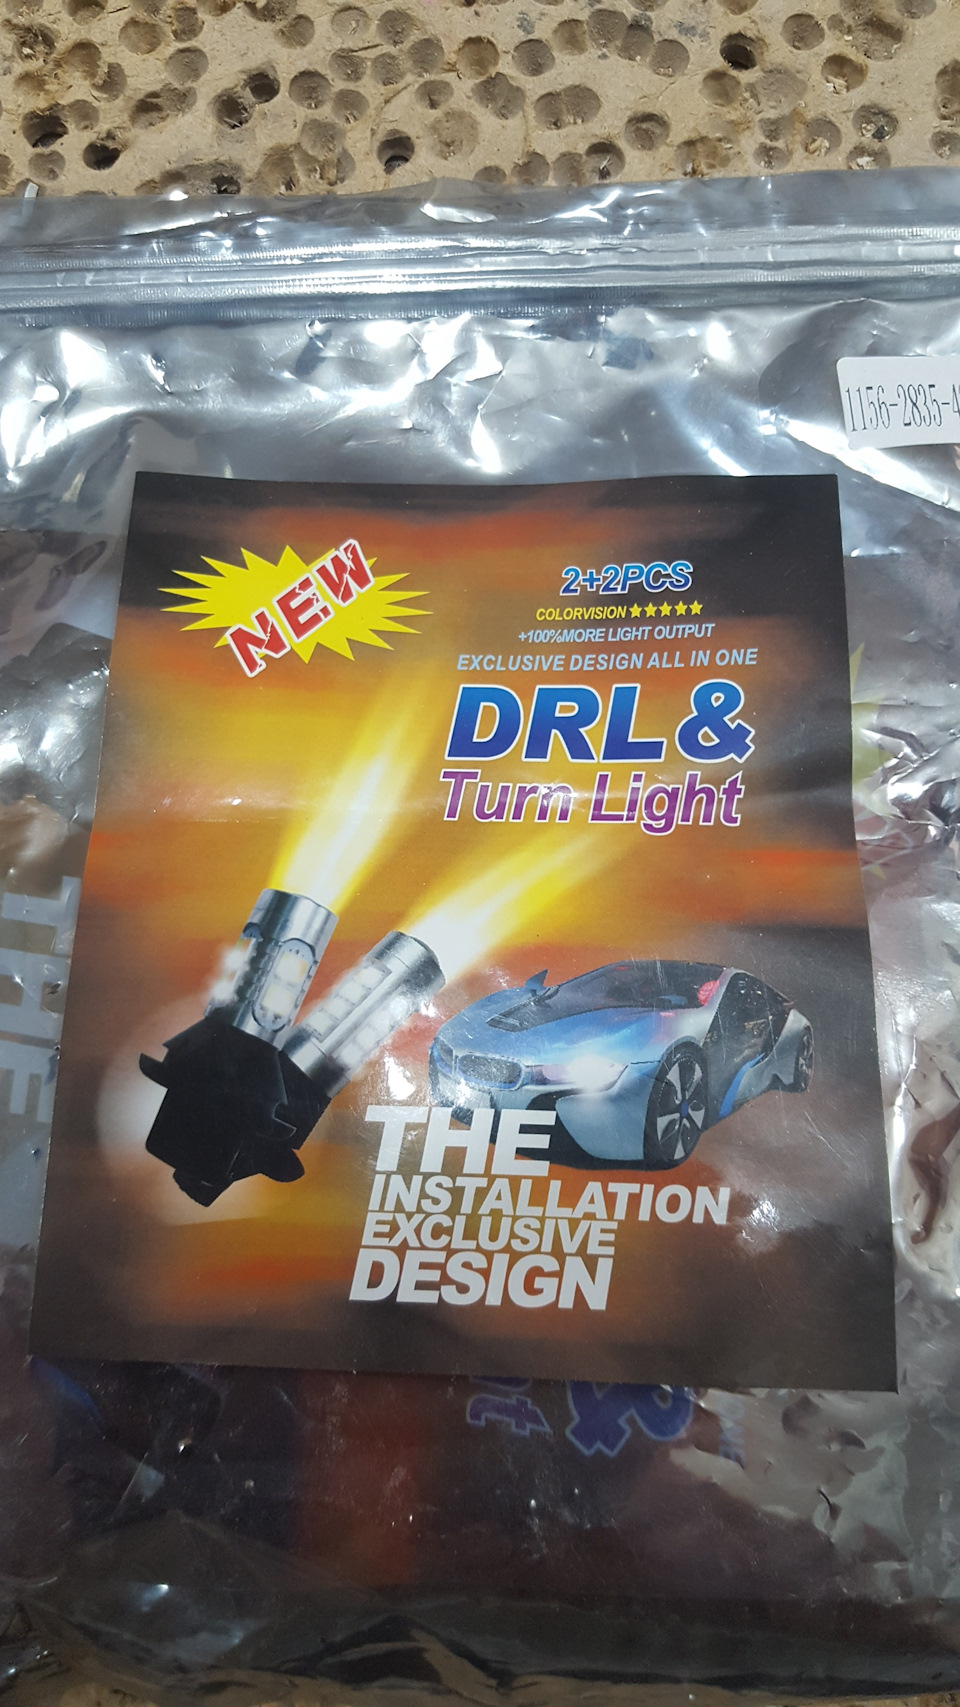 1156-2835-4
NEW
2+2PCS
COLORVISION★★★★★
+100%MORE LIGHT OUTPUT
EXCLUSIVE DESIGN ALL IN ONE
DRL &
Turn Light
THE
INSTALLATION
EXCLUSIVE
DESIGN
THE